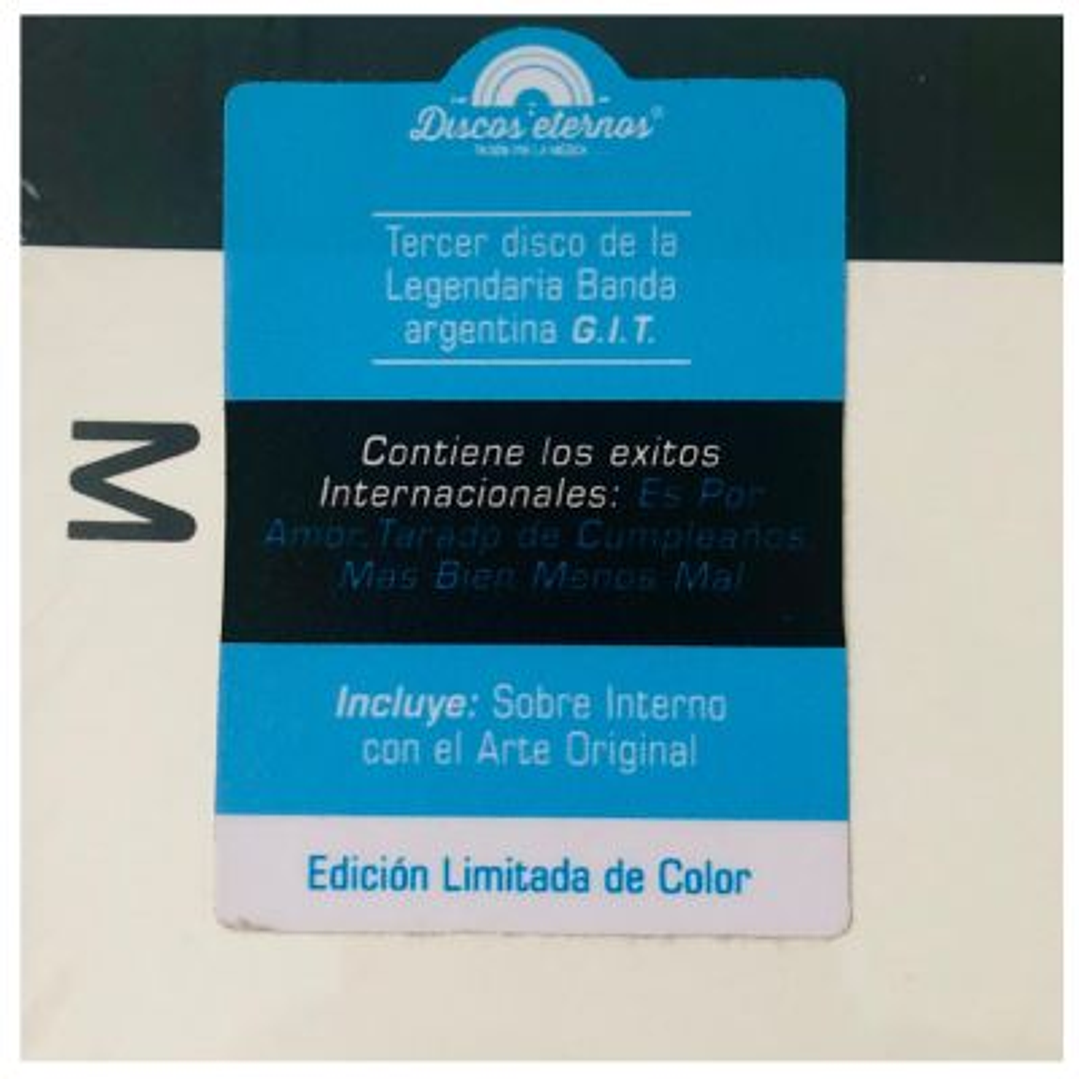 Discos eternos®
Tercer disco de la
Legendaria Banda
argentina G.I.T.
Contiene los exitos
Internacionales: Es Por
Amor, Tarado de Cumpleaños
Mas Bien Menos Mal
Incluye: Sobre Interno
con el Arte Original
Edición Limitada de Color
M